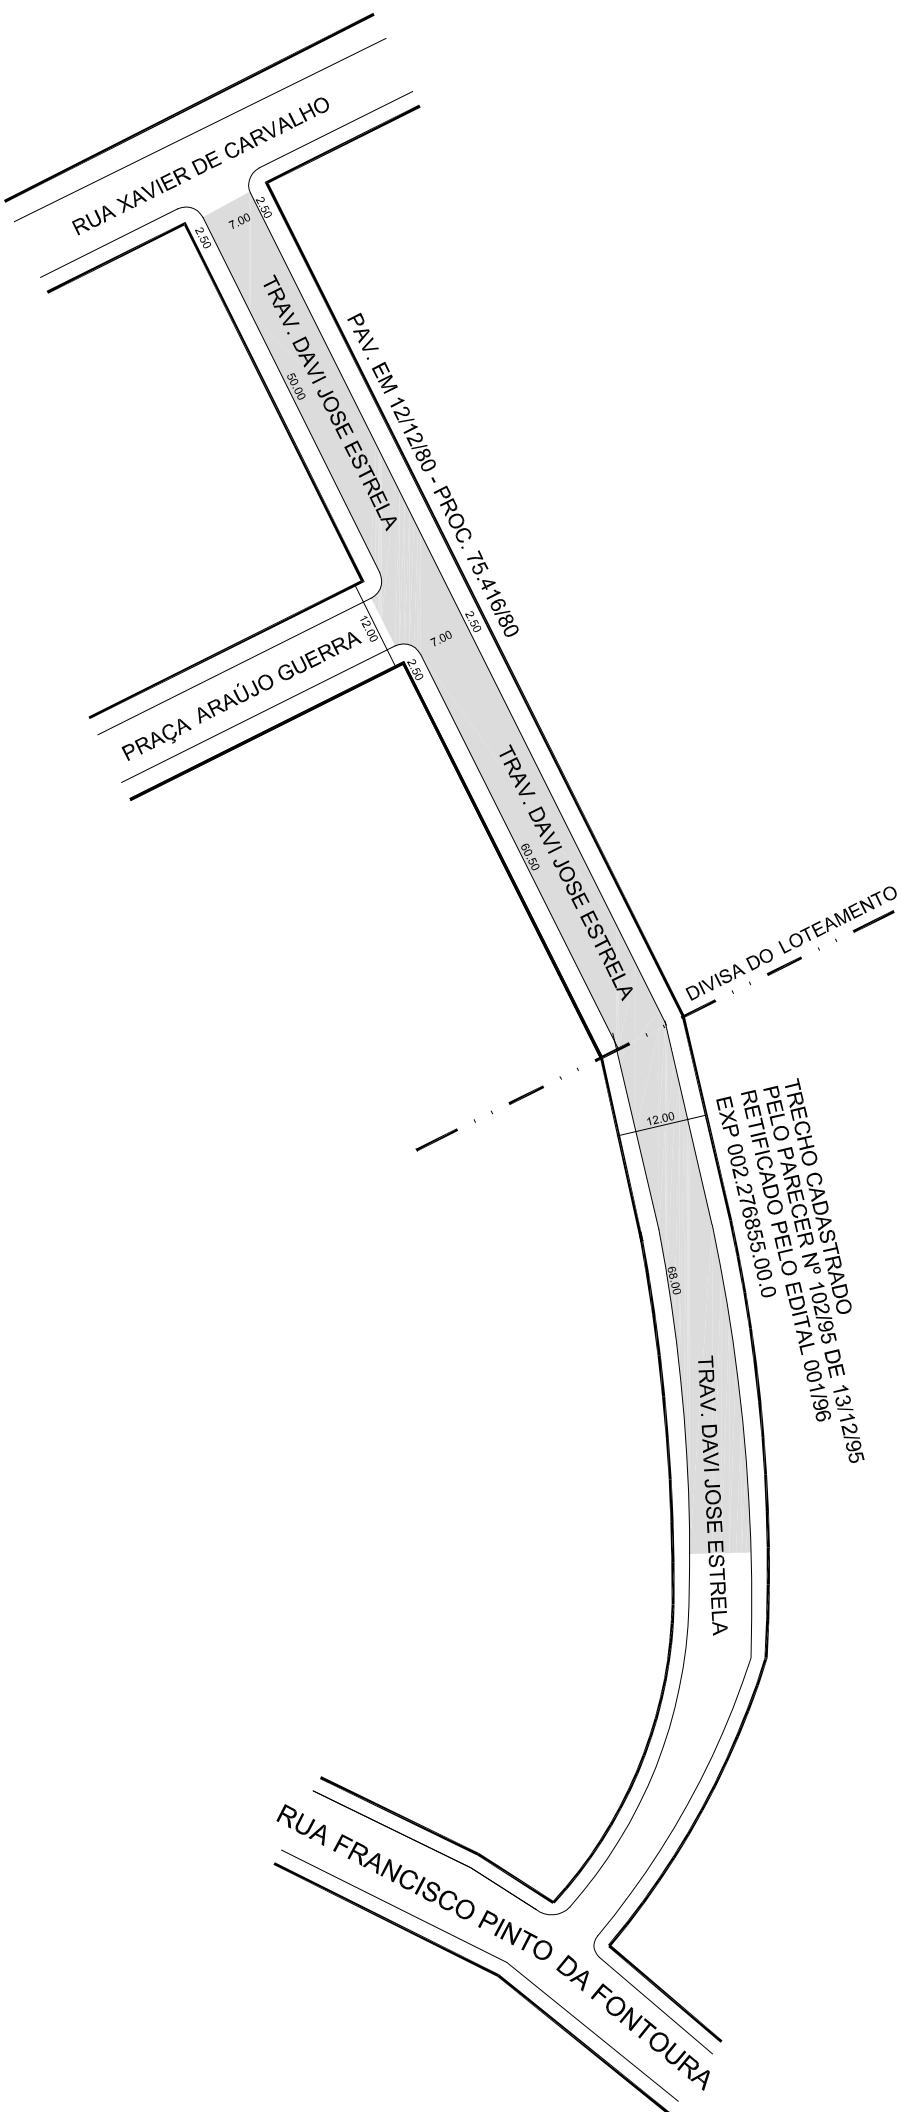 RUA XAVIER DE CARVALHO
2.50
7.00
2.50
TRAV. DAVI JOSE ESTRELA
50.00
PAV. EM 12/12/80 - PROC. 75.416/80
12.00
2.50
7.00
2.50
PRAÇA ARAÚJO GUERRA
TRAV. DAVI JOSE ESTRELA
60.50
DIVISA DO LOTEAMENTO
12.00
TRECHO CADASTRADO
PELO PARECER Nº 102/95 DE 13/12/95
RETIFICADO PELO EDITAL 001/96
EXP 002.276855.00.0
68.00
TRAV. DAVI JOSE ESTRELA
RUA FRANCISCO PINTO DA FONTOURA